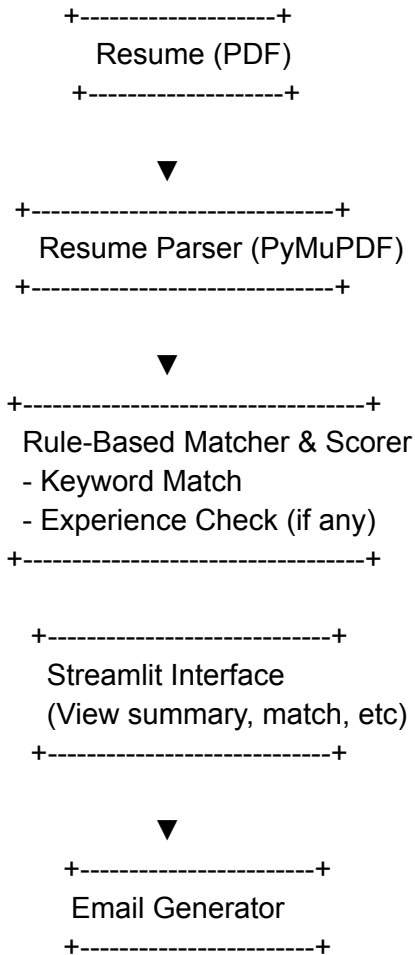 +--------------------+
Resume (PDF)
+--------------------+
▼
+-------------------------------+
Resume Parser (PyMuPDF)
+-------------------------------+
▼
+-----------------------------------+
Rule-Based Matcher & Scorer
- Keyword Match
- Experience Check (if any)
+-----------------------------------+
+-----------------------------+
Streamlit Interface
(View summary, match, etc)
+-----------------------------+
▼
+------------------------+
Email Generator
+------------------------+